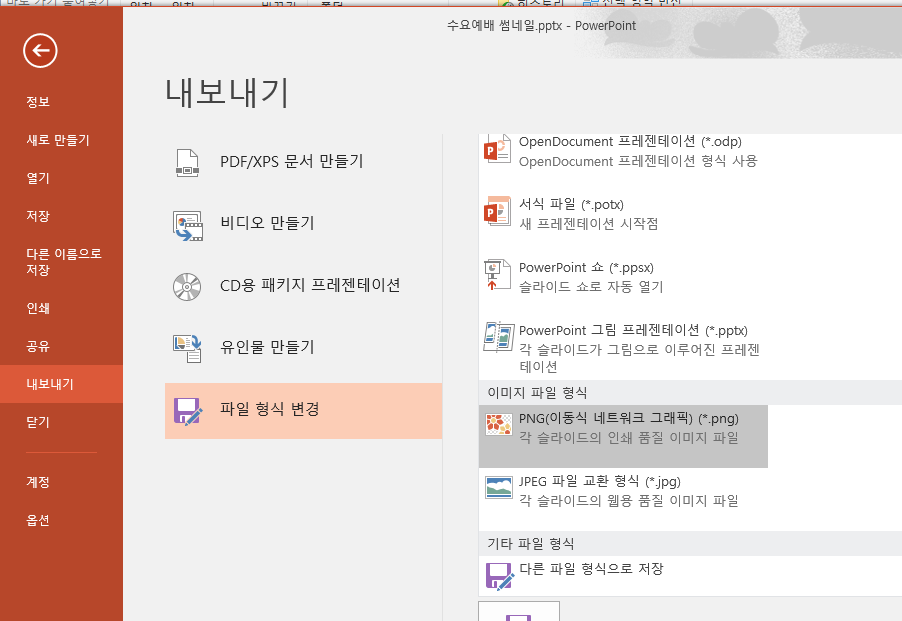 수요예배 썸네일.pptx - PowerPoint
정보
새로 만들기
열기
저장
다른 이름으로
저장
인쇄
공유
내보내기
닫기
계정
옵션
내보내기
PDF/XPS 문서 만들기
비디오 만들기
CD용 패키지 프레젠테이션
유인물 만들기
파일 형식 변경
OpenDocument 프레젠테이션 (*.odp)
OpenDocument 프레젠테이션 형식 사용
서식 파일 (*.potx)
새 프레젠테이션 시작점
PowerPoint 쇼 (*.ppsx)
슬라이드 쇼로 자동 열기
PowerPoint 그림 프레젠테이션 (*.pptx)
각 슬라이드가 그림으로 이루어진 프레젠
테이션
이미지 파일 형식
PNG(이동식 네트워크 그래픽) (*.png)
각 슬라이드의 인쇄 품질 이미지 파일
JPEG 파일 교환 형식 (*.jpg)
각 슬라이드의 웹용 품질 이미지 파일
기타 파일 형식
다른 파일 형식으로 저장